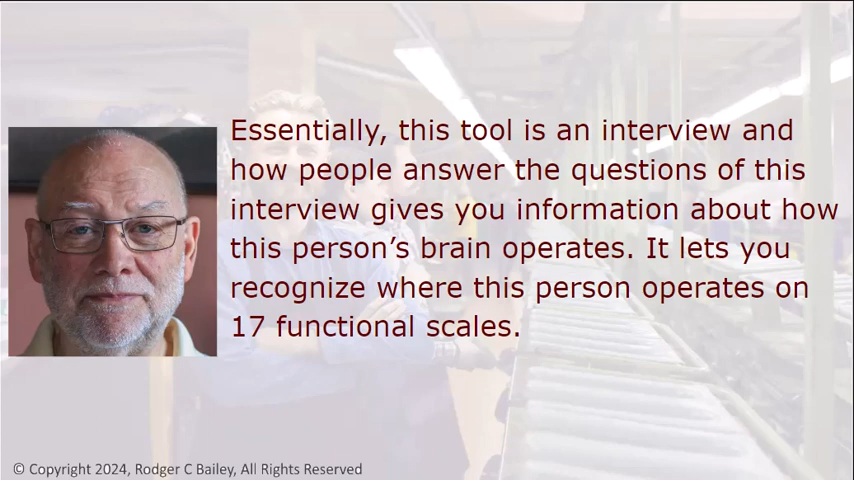 Essentially, this tool is an interview and
how people answer the questions of this
interview gives you information about how
this person’s brain operates. It lets you
recognize where this person operates on
17 functional scales.
© Copyright 2024, Rodger C Bailey, All Rights Reserved